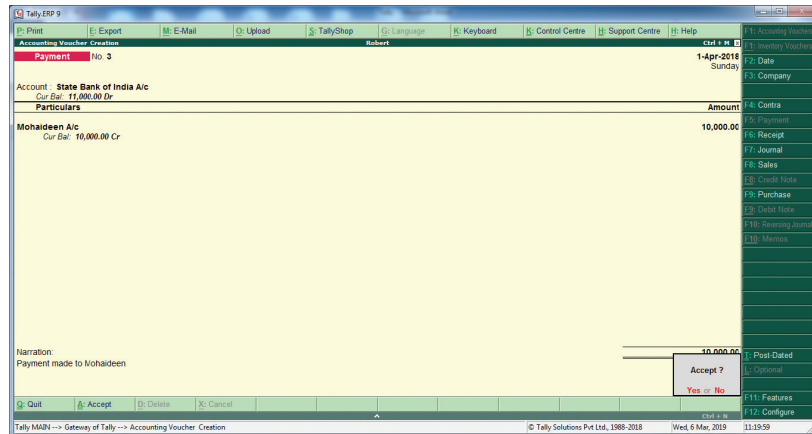 Tally.ERP 9
P: Print E: Export M: E-Mail O: Upload S: TallyShop G: Language K: Keyboard K: Control Centre H: Support Centre H: Help
Accounting Voucher Creation Robert Ctrl + M
F1: Accounting Vouchers
F1: Inventory Vouchers
Payment No. 3 1-Apr-2018
Sunday
F2: Date
F3: Company
Account : State Bank of India A/c
Cur Bal: 11,000.00 Dr
Particulars Amount
F4: Contra
F5: Payment
Mohaideen A/c 10,000.00
Cur Bal: 10,000.00 Cr
F6: Receipt
F7: Journal
F8: Sales
F8: Credit Note
F9: Purchase
F9: Debit Note
F10: Reversing Journal
F10: Memos
Narration: 10,000.00
Payment made to Mohaideen
T: Post-Dated
L: Optional
Accept ?
Yes or No
Q: Quit A: Accept D: Delete X: Cancel
F11: Features
F12: Configure
Ctrl + N
Tally MAIN --> Gateway of Tally --> Accounting Voucher Creation © Tally Solutions Pvt Ltd., 1988-2018 Wed, 6 Mar, 2019 11:19:59